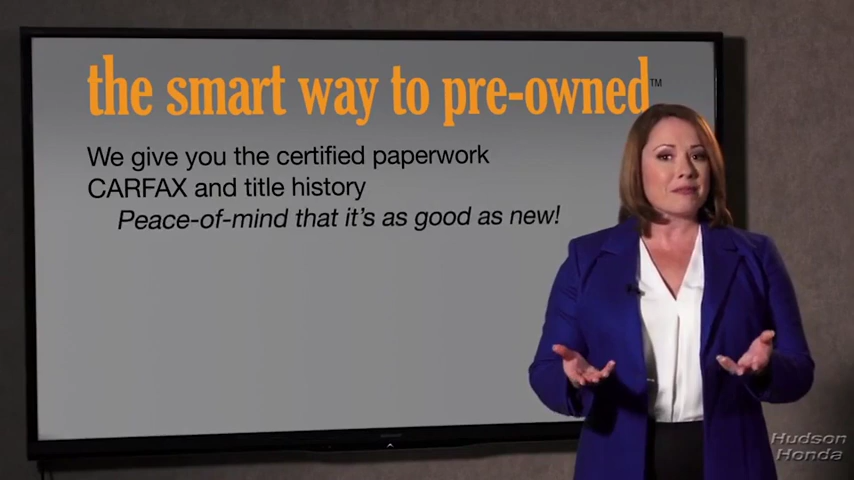 the smart way to pre-owned™
We give you the certified paperwork
CARFAX and title history
Peace-of-mind that it's as good as new!
Hudson
Honda